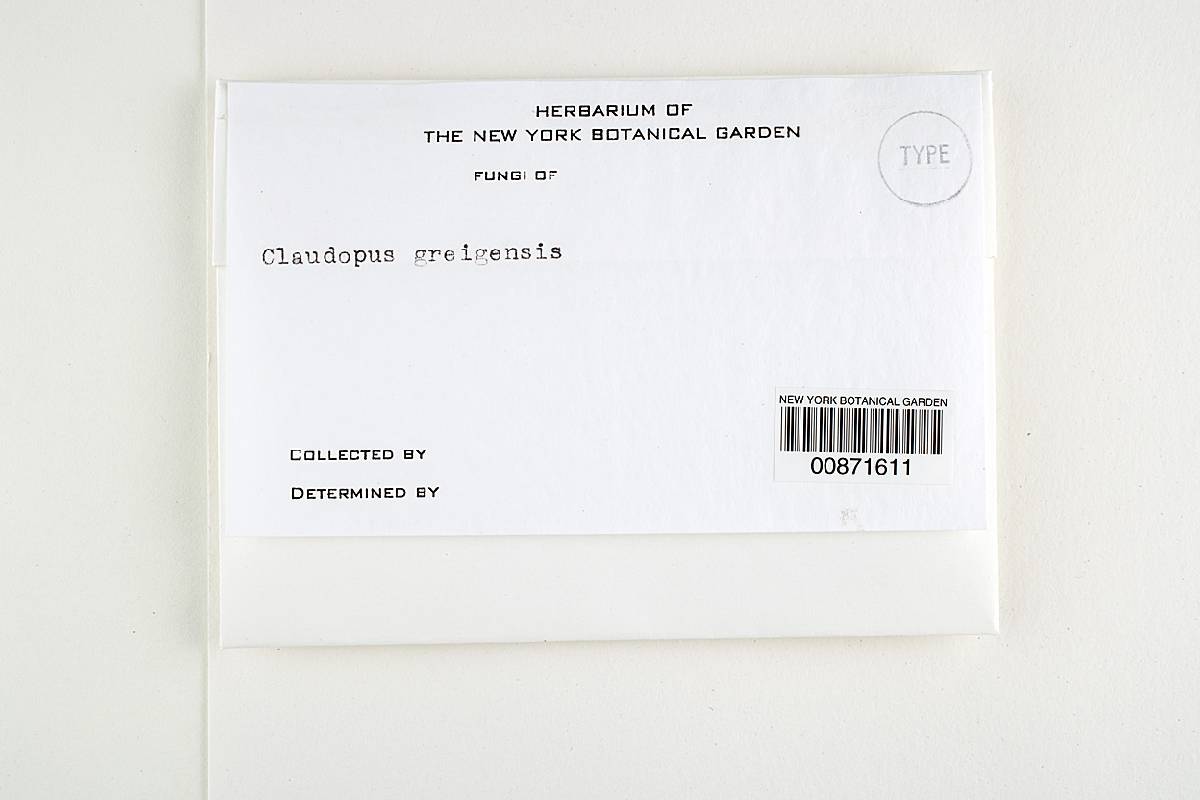 HERBARIUM OF
THE NEW YORK BOTANICAL GARDEN
TYPE
FUNGI OF
Claudopus greigensis
NEW YORK BOTANICAL GARDEN
00871611
COLLECTED BY
DETERMINED BY